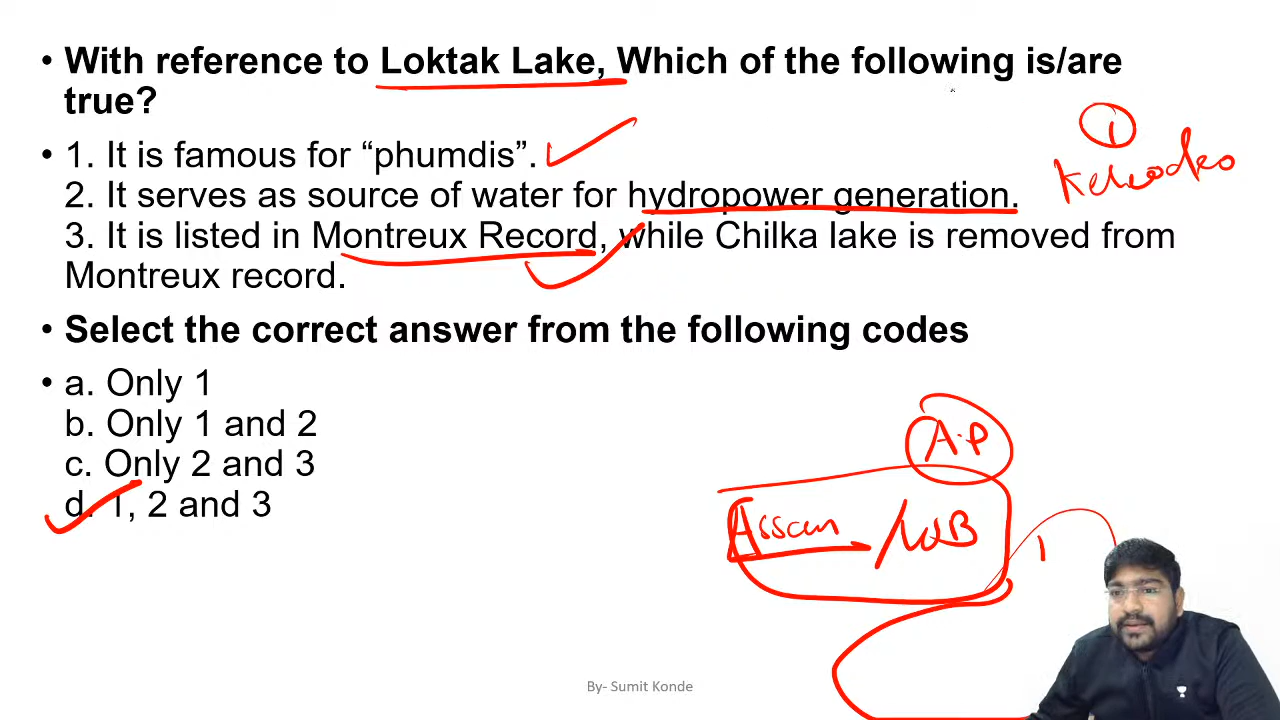 • With reference to Loktak Lake, Which of the following is/are
true?
• 1. It is famous for “phumdis”.
2. It serves as source of water for hydropower generation.
3. It is listed in Montreux Record, while Chilka lake is removed from
Montreux record.
1
Keleodeo
• Select the correct answer from the following codes
• a. Only 1
b. Only 1 and 2
c. Only 2 and 3
d. 1, 2 and 3
A.P
Assam / WB
1
By- Sumit Konde